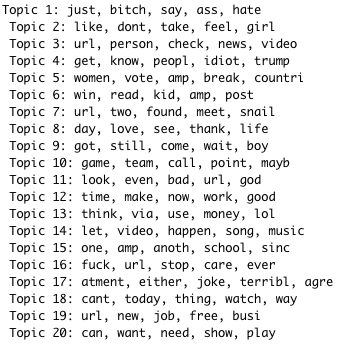 Topic 1: just, bitch, say, ass, hate
Topic 2: like, dont, take, feel, girl
Topic 3: url, person, check, news, video
Topic 4: get, know, peopl, idiot, trump
Topic 5: women, vote, amp, break, countri
Topic 6: win, read, kid, amp, post
Topic 7: url, two, found, meet, snail
Topic 8: day, love, see, thank, life
Topic 9: got, still, come, wait, boy
Topic 10: game, team, call, point, mayb
Topic 11: look, even, bad, url, god
Topic 12: time, make, now, work, good
Topic 13: think, via, use, money, lol
Topic 14: let, video, happen, song, music
Topic 15: one, amp, anoth, school, sinc
Topic 16: fuck, url, stop, care, ever
Topic 17: atment, either, joke, terribl, agre
Topic 18: cant, today, thing, watch, way
Topic 19: url, new, job, free, busi
Topic 20: can, want, need, show, play